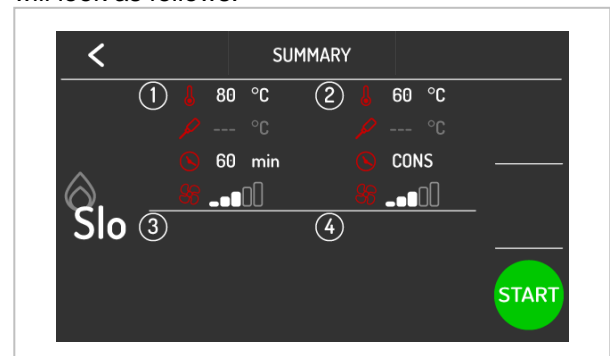 will look as follows:
SUMMARY
① 80 °C ② 60 °C
--- °C --- °C
60 min CONS
Slo
③ ④
START